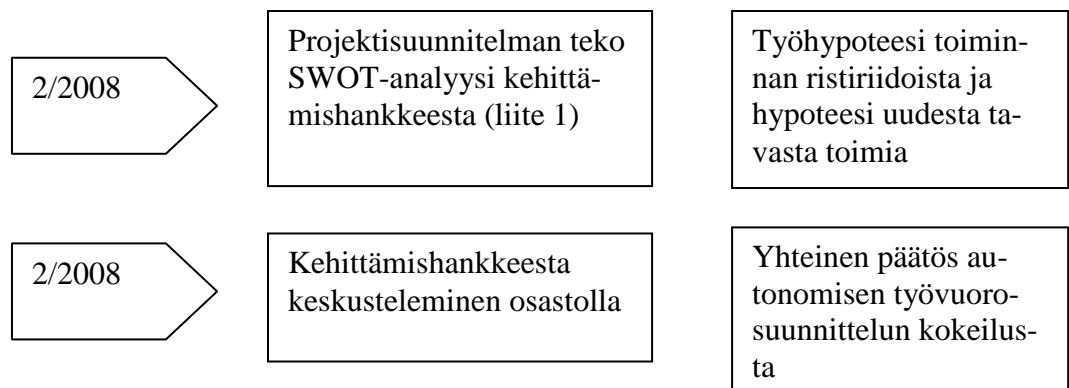 2/2008
Projektisuunnitelman teko
SWOT-analyysi kehittä-
mishankkeesta (liite 1)
Työhypoteesi toimin-
nan ristiriidoista ja
hypoteesi uudesta ta-
vasta toimia
2/2008
Kehittämishankkeesta
keskusteleminen osastolla
Yhteinen päätös au-
tonomisen työvuoro-
suunnittelun kokeilus-
ta